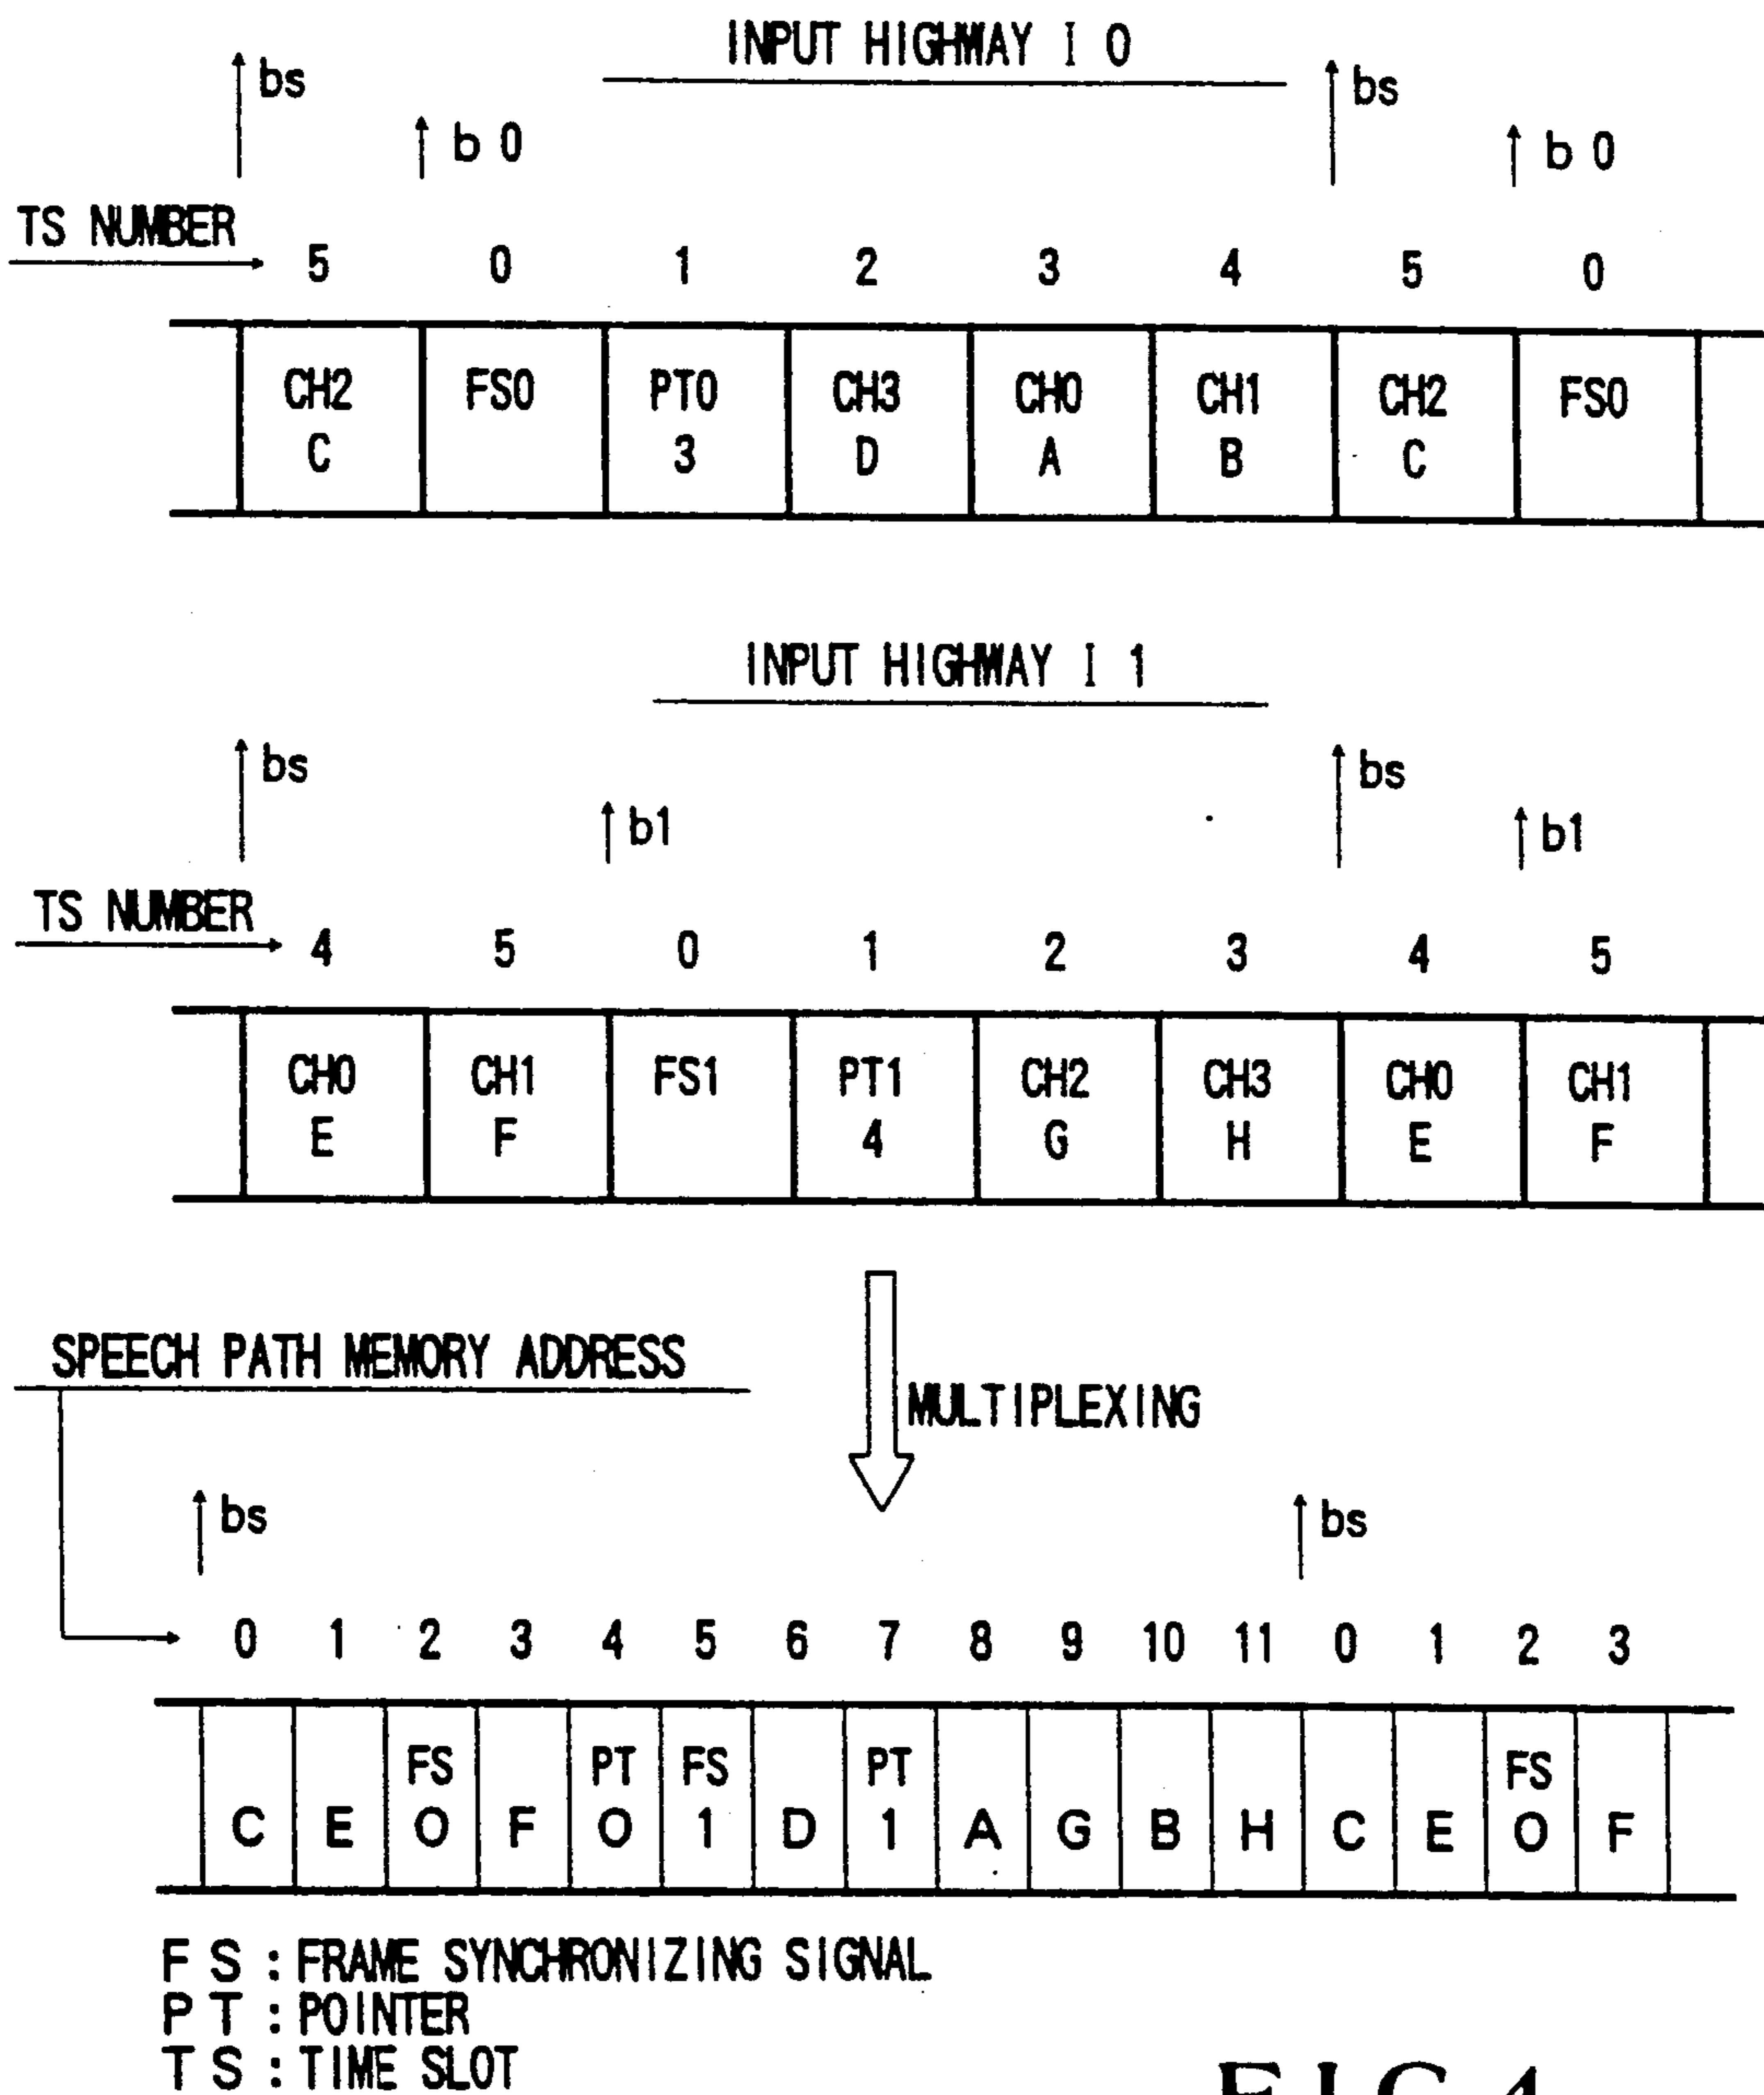 INPUT HIGHWAY I 0
bs bs
b 0 b 0
TS NUMBER
5 0 1 2 3 4 5 0
CH2 FS0 PT0 CH3 CH0 CH1 CH2 FS0
C 3 D A B C
INPUT HIGHWAY I 1
bs bs
b1 b1
TS NUMBER
4 5 0 1 2 3 4 5
CH0 CH1 FS1 PT1 CH2 CH3 CH0 CH1
E F 4 G H E F
SPEECH PATH MEMORY ADDRESS
MULTIPLEXING
bs bs
0 1 2 3 4 5 6 7 8 9 10 11 0 1 2 3
FS PT FS PT FS
C E 0 F 0 1 D 1 A G B H C E 0 F
F S : FRAME SYNCHRONIZING SIGNAL
P T : POINTER
T S : TIME SLOT
FIG.4